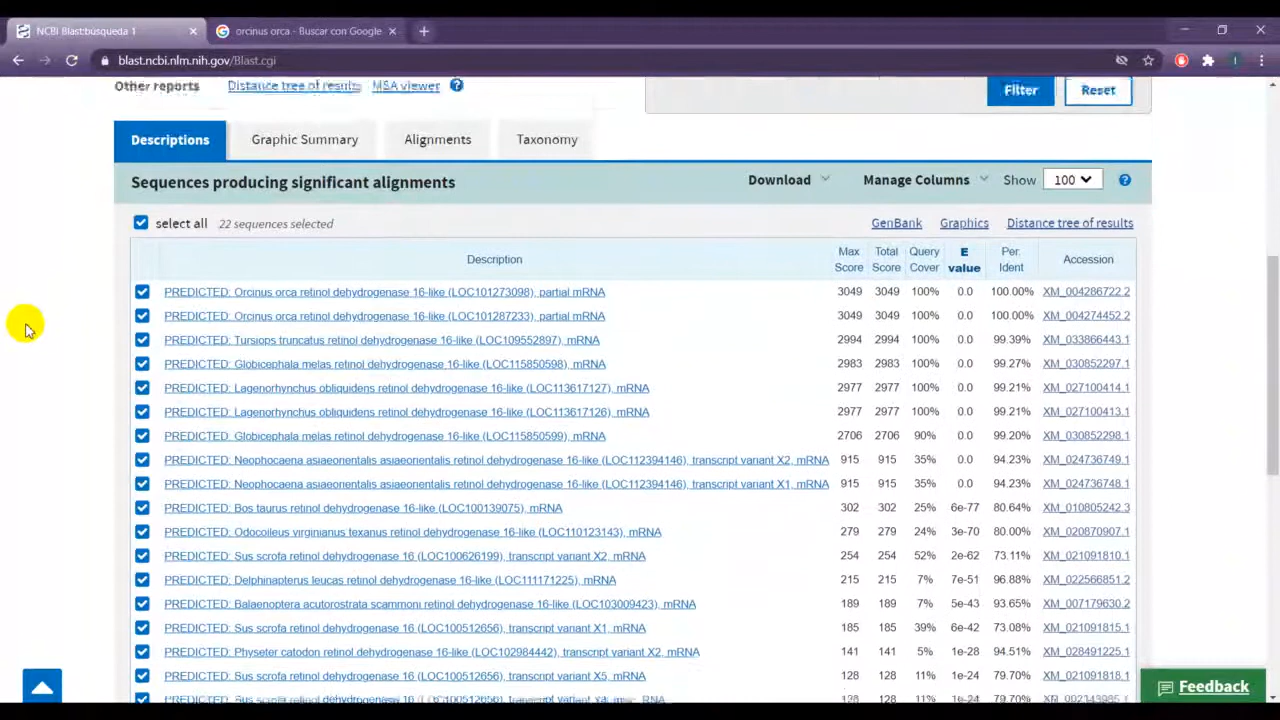 NCBI Blast:búsqueda 1
orcinus orca - Buscar con Google
blast.ncbi.nlm.nih.gov/Blast.cgi
Other reports Distance tree of results MSA viewer ?
Filter Reset
Descriptions Graphic Summary Alignments Taxonomy
Sequences producing significant alignments Download Manage Columns Show 100 ?
select all 22 sequences selected GenBank Graphics Distance tree of results
Description Max Score Total Score Query Cover E value Per. Ident Accession
PREDICTED: Orcinus orca retinol dehydrogenase 16-like (LOC101273098), partial mRNA 3049 3049 100% 0.0 100.00% XM_004286722.2
PREDICTED: Orcinus orca retinol dehydrogenase 16-like (LOC101287233), partial mRNA 3049 3049 100% 0.0 100.00% XM_004274452.2
PREDICTED: Tursiops truncatus retinol dehydrogenase 16-like (LOC109552897), mRNA 2994 2994 100% 0.0 99.39% XM_033866443.1
PREDICTED: Globicephala melas retinol dehydrogenase 16-like (LOC115850598), mRNA 2983 2983 100% 0.0 99.27% XM_030852297.1
PREDICTED: Lagenorhynchus obliquidens retinol dehydrogenase 16-like (LOC113617127), mRNA 2977 2977 100% 0.0 99.21% XM_027100414.1
PREDICTED: Lagenorhynchus obliquidens retinol dehydrogenase 16-like (LOC113617126), mRNA 2977 2977 100% 0.0 99.21% XM_027100413.1
PREDICTED: Globicephala melas retinol dehydrogenase 16-like (LOC115850599), mRNA 2706 2706 90% 0.0 99.20% XM_030852298.1
PREDICTED: Neophocaena asiaeorientalis asiaeorientalis retinol dehydrogenase 16-like (LOC112394146), transcript variant X2, mRNA 915 915 35% 0.0 94.23% XM_024736749.1
PREDICTED: Neophocaena asiaeorientalis asiaeorientalis retinol dehydrogenase 16-like (LOC112394146), transcript variant X1, mRNA 915 915 35% 0.0 94.23% XM_024736748.1
PREDICTED: Bos taurus retinol dehydrogenase 16-like (LOC100139075), mRNA 302 302 25% 6e-77 80.64% XM_010805242.3
PREDICTED: Odocoileus virginianus texanus retinol dehydrogenase 16-like (LOC110123143), mRNA 279 279 24% 3e-70 80.00% XM_020870907.1
PREDICTED: Sus scrofa retinol dehydrogenase 16 (LOC100626199), transcript variant X2, mRNA 254 254 52% 2e-62 73.11% XM_021091810.1
PREDICTED: Delphinapterus leucas retinol dehydrogenase 16-like (LOC111171225), mRNA 215 215 7% 7e-51 96.88% XM_022566851.2
PREDICTED: Balaenoptera acutorostrata scammoni retinol dehydrogenase 16-like (LOC103009423), mRNA 189 189 7% 5e-43 93.65% XM_007179630.2
PREDICTED: Sus scrofa retinol dehydrogenase 16 (LOC100512656), transcript variant X1, mRNA 185 185 39% 6e-42 73.08% XM_021091815.1
PREDICTED: Physeter catodon retinol dehydrogenase 16-like (LOC102984442), transcript variant X2, mRNA 141 141 5% 1e-28 94.51% XM_028491225.1
PREDICTED: Sus scrofa retinol dehydrogenase 16 (LOC100512656), transcript variant X5, mRNA 128 128 11% 1e-24 79.70% XM_021091818.1
128 128 11% 1e-24 79.70%
Feedback